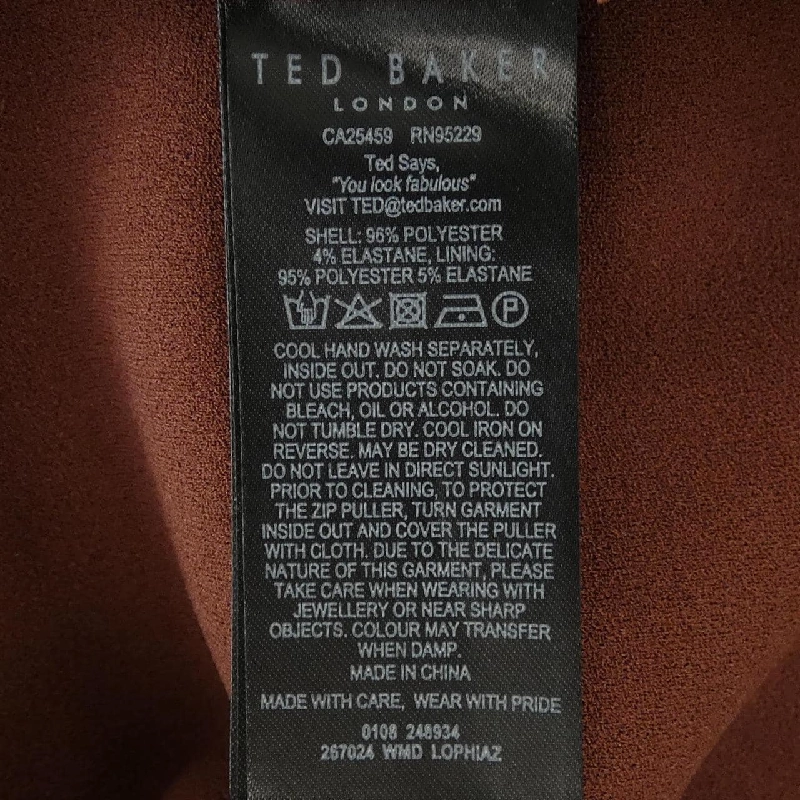 TED BAKER
LONDON
CA25459 RN95229
Ted Says,
"You look fabulous"
VISIT TED@tedbaker.com
SHELL: 96% POLYESTER
4% ELASTANE, LINING:
95% POLYESTER 5% ELASTANE
P
COOL HAND WASH SEPARATELY,
INSIDE OUT. DO NOT SOAK. DO
NOT USE PRODUCTS CONTAINING
BLEACH, OIL OR ALCOHOL. DO
NOT TUMBLE DRY. COOL IRON ON
REVERSE. MAY BE DRY CLEANED.
DO NOT LEAVE IN DIRECT SUNLIGHT.
PRIOR TO CLEANING, TO PROTECT
THE ZIP PULLER, TURN GARMENT
INSIDE OUT AND COVER THE PULLER
WITH CLOTH. DUE TO THE DELICATE
NATURE OF THIS GARMENT, PLEASE
TAKE CARE WHEN WEARING WITH
JEWELLERY OR NEAR SHARP
OBJECTS. COLOUR MAY TRANSFER
WHEN DAMP.
MADE IN CHINA
MADE WITH CARE, WEAR WITH PRIDE
0108 248934
267024 WMD LOPHIAZ